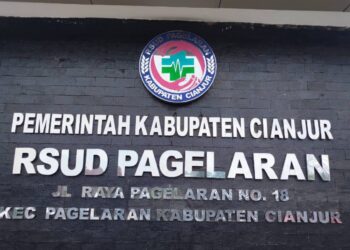 RSUD PAGELARAN
KABUPATEN CIANJUR
PEMERINTAH KABUPATEN CIANJUR
RSUD PAGELARAN
JL RAYA PAGELARAN NO. 18
KEC PAGELARAN KABUPATEN CIANJUR